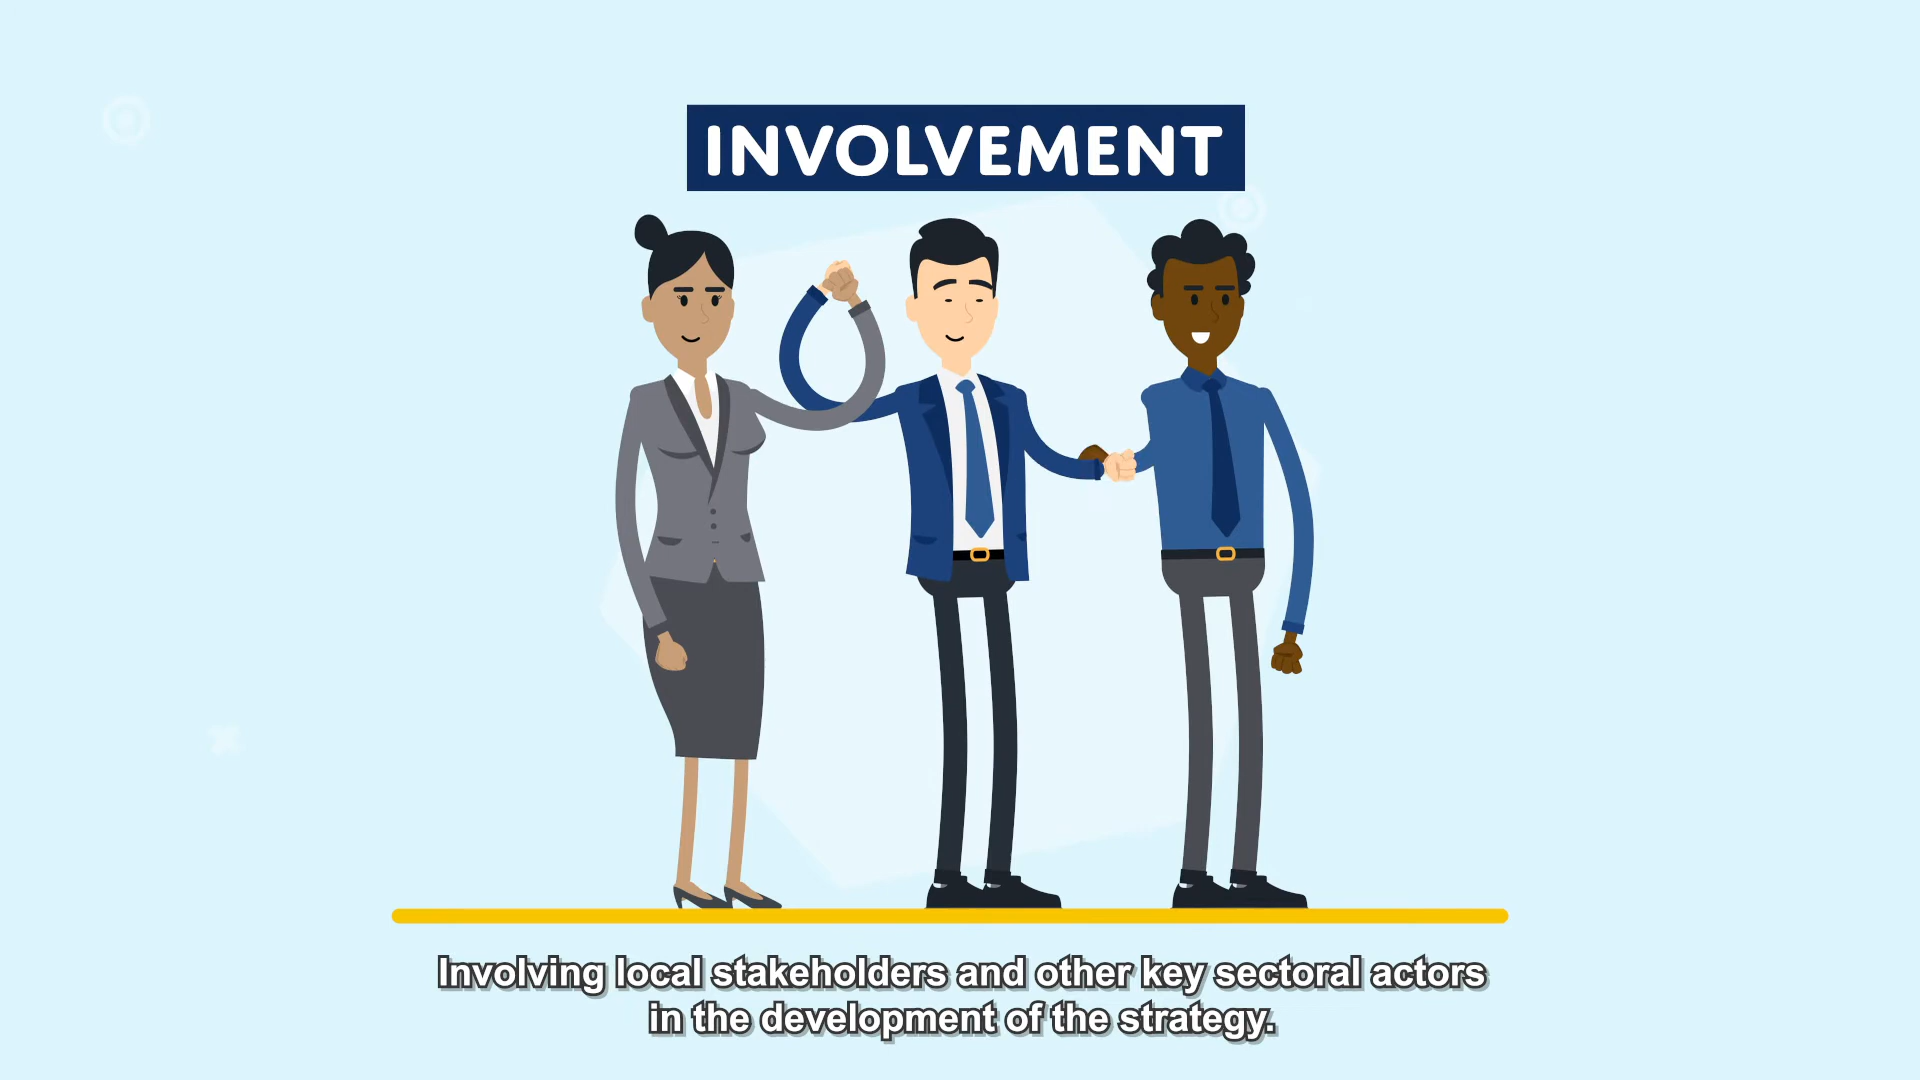 INVOLVEMENT
Involving local stakeholders and other key sectoral actors
in the development of the strategy.